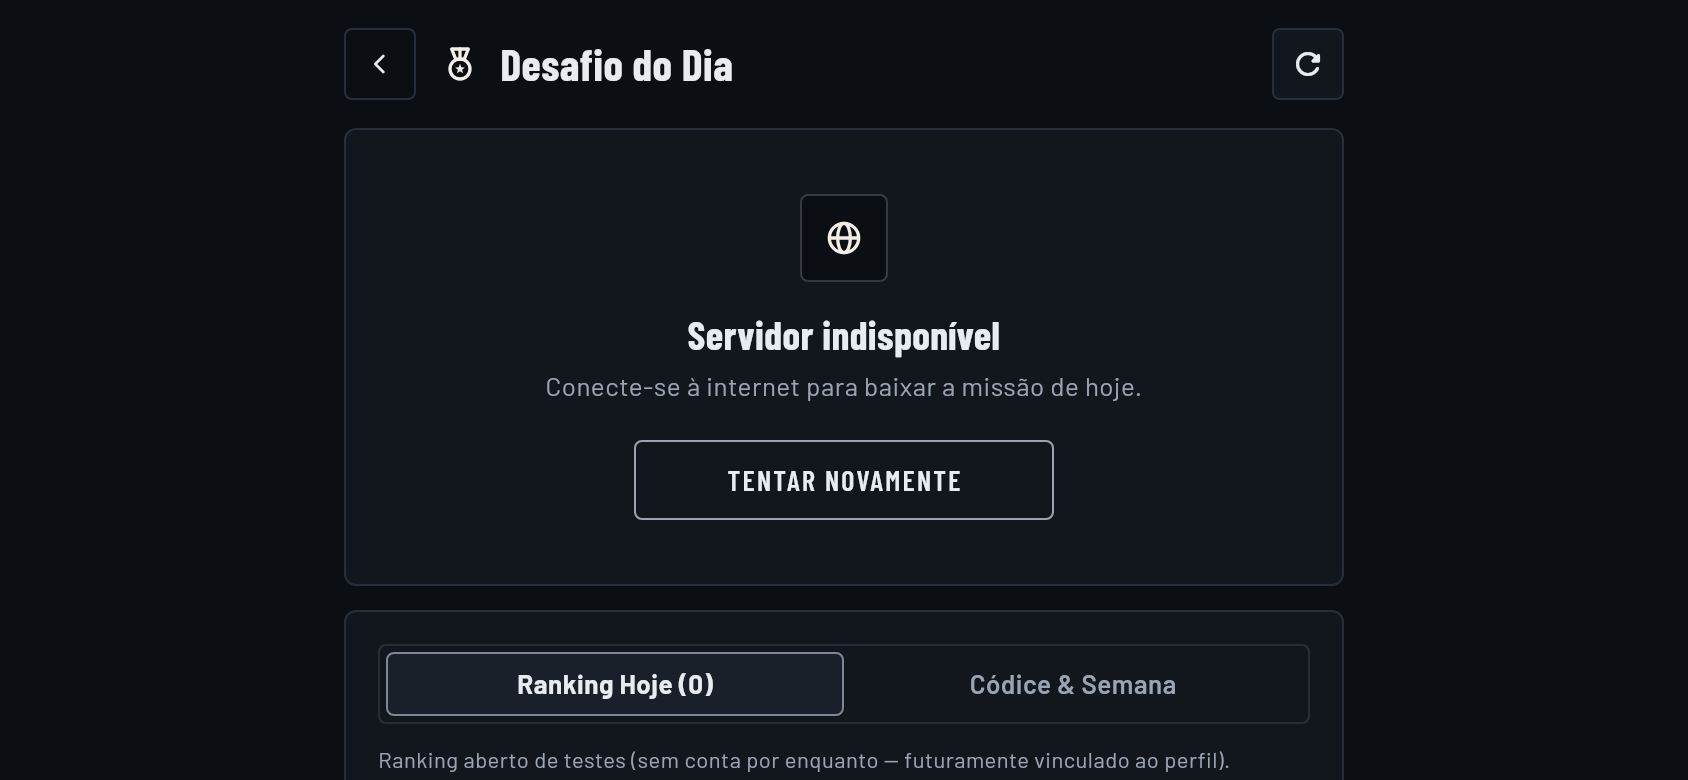 Desafio do Dia
Servidor indisponível
Conecte-se à internet para baixar a missão de hoje.
TENTAR NOVAMENTE
Ranking Hoje (0)
Códice & Semana
Ranking aberto de testes (sem conta por enquanto — futuramente vinculado ao perfil).